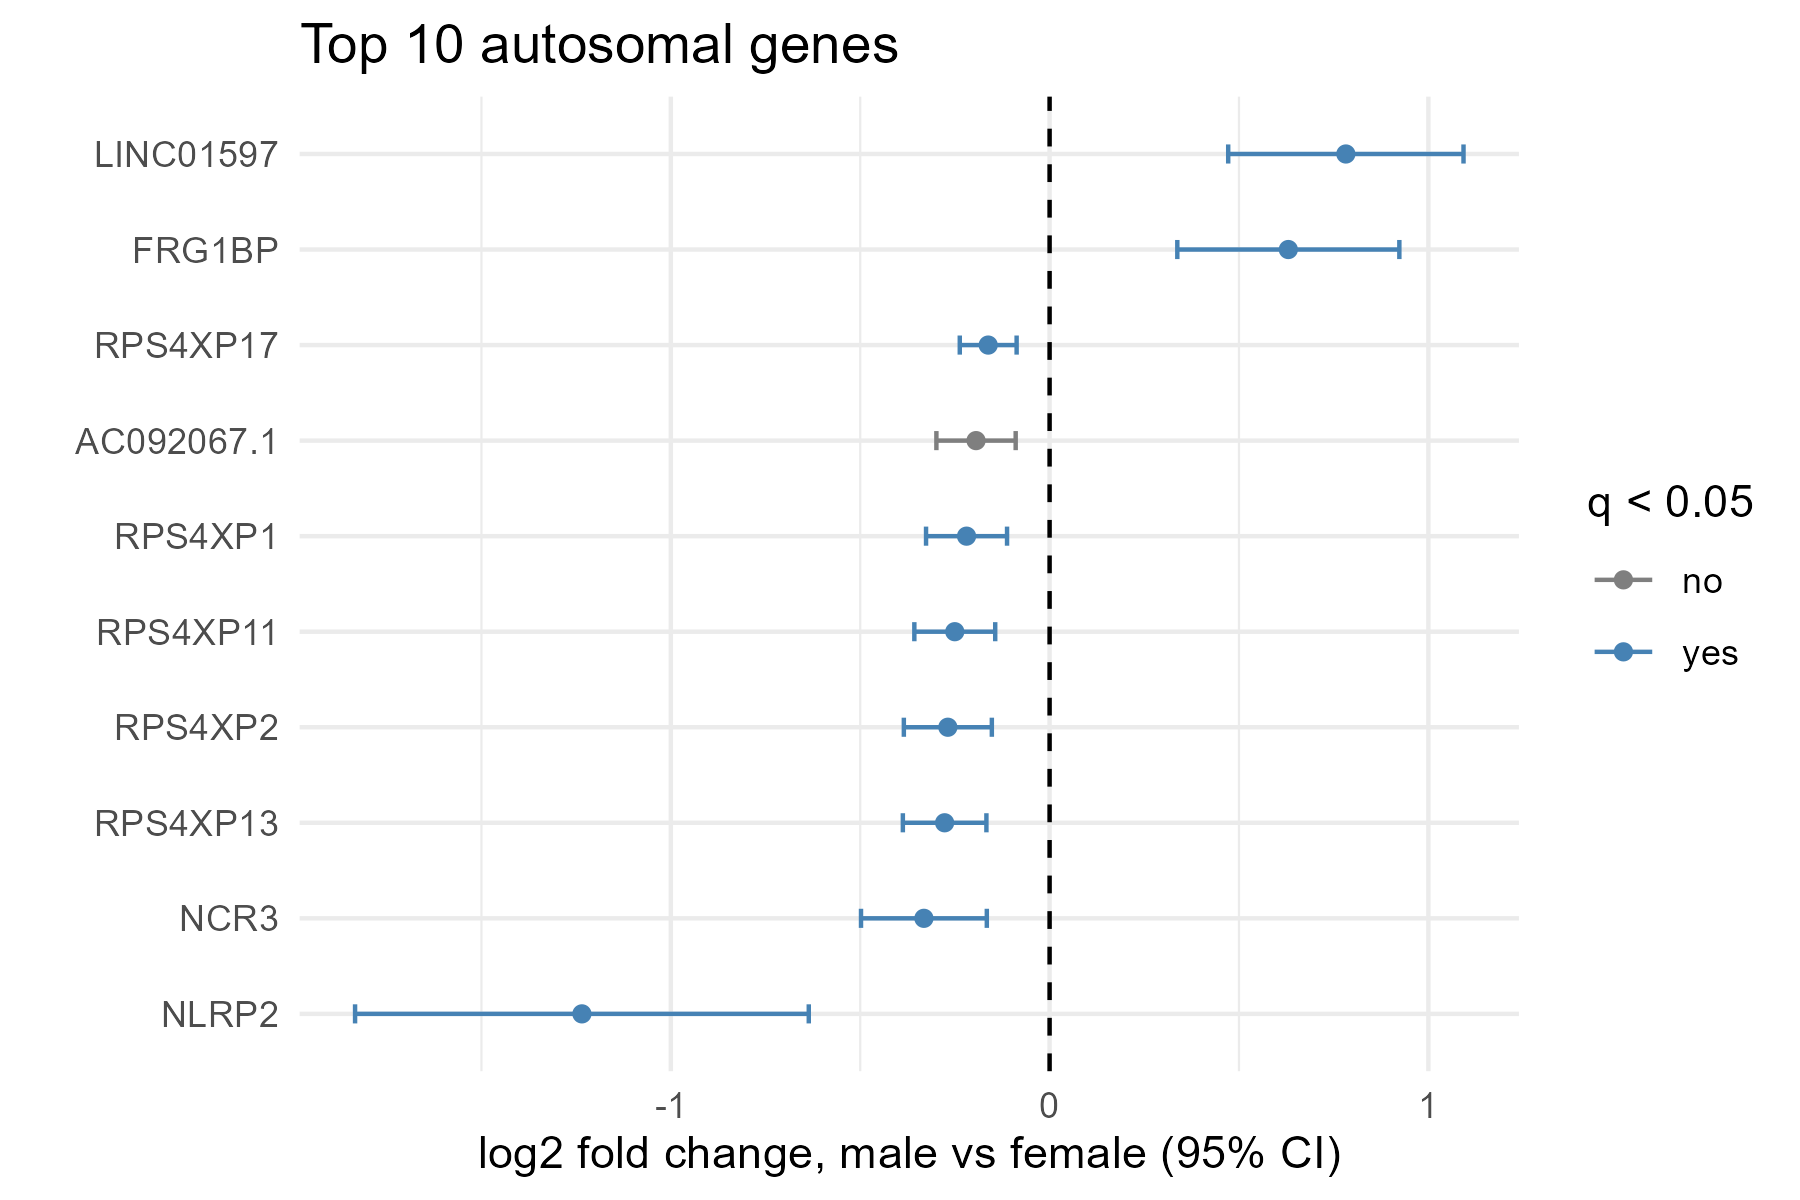 Top 10 autosomal genes
LINC01597
FRG1BP
RPS4XP17
AC092067.1
RPS4XP1
RPS4XP11
RPS4XP2
RPS4XP13
NCR3
NLRP2
-1 0 1
log2 fold change, male vs female (95% CI)
q < 0.05
no
yes